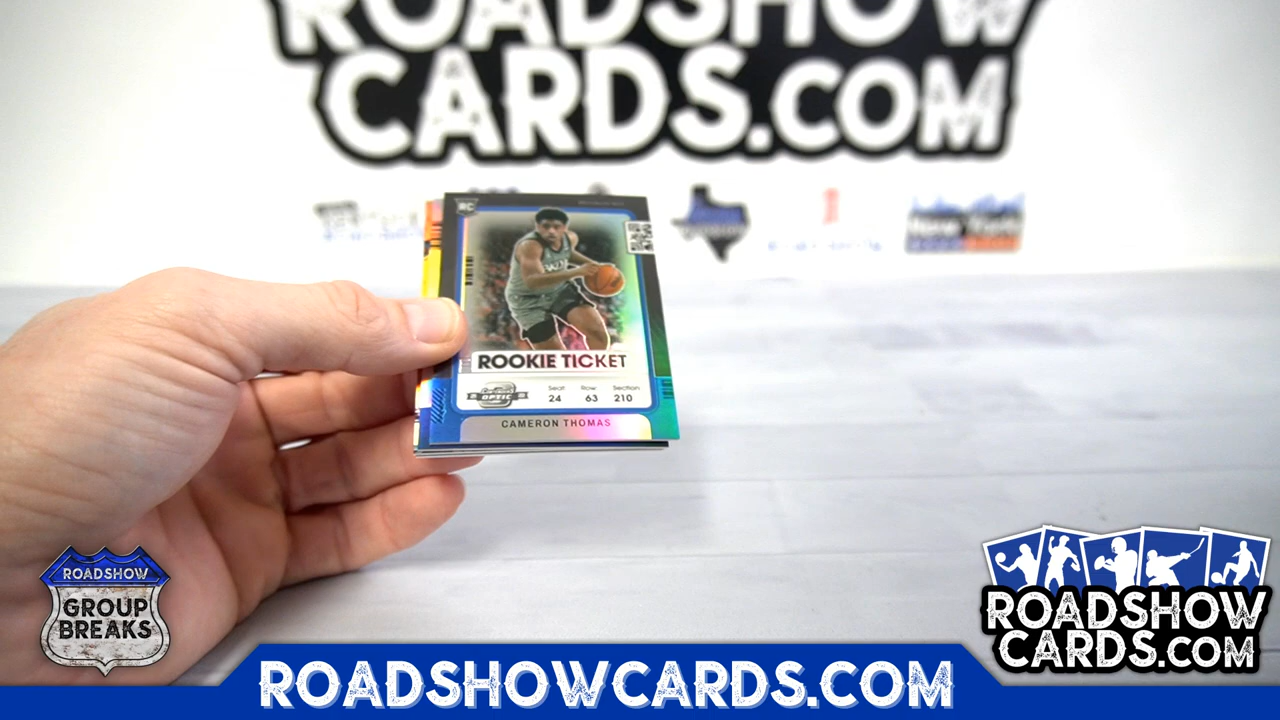 ROADSHOW
CARDS.COM
RC
ROOKIE TICKET
OPTIC
Seat Row Section
24 63 210
CAMERON THOMAS
ROADSHOW
GROUP
BREAKS
ROADSHOW
CARDS.COM
ROADSHOWCARDS.COM